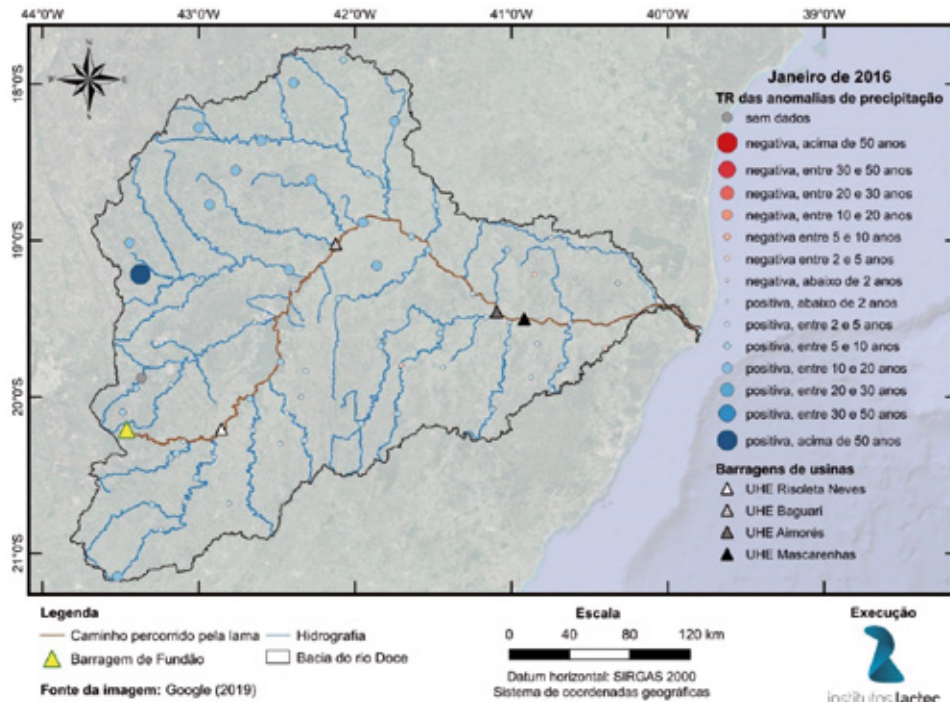 44°0'W 43°0'W 42°0'W 41°0'W 40°0'W 39°0'W
18°0'S
19°0'S
20°0'S
21°0'S
N
Janeiro de 2016
TR das anomalias de precipitação
sem dados
negativa, acima de 50 anos
negativa, entre 30 e 50 anos
negativa, entre 20 e 30 anos
negativa, entre 10 e 20 anos
negativa entre 5 e 10 anos
negativa entre 2 e 5 anos
negativa, abaixo de 2 anos
positiva, abaixo de 2 anos
positiva, entre 2 e 5 anos
positiva, entre 5 e 10 anos
positiva, entre 10 e 20 anos
positiva, entre 20 e 30 anos
positiva, entre 30 e 50 anos
positiva, acima de 50 anos
Barragens de usinas
UHE Risoleta Neves
UHE Baguari
UHE Aimorés
UHE Mascarenhas
Legenda
Caminho percorrido pela lama
Hidrografia
Barragem de Fundão
Bacia do rio Doce
Fonte da imagem: Google (2019)
Escala
0 40 80 120 km
Datum horizontal: SIRGAS 2000
Sistema de coordenadas geográficas
Execução
institutos lactec